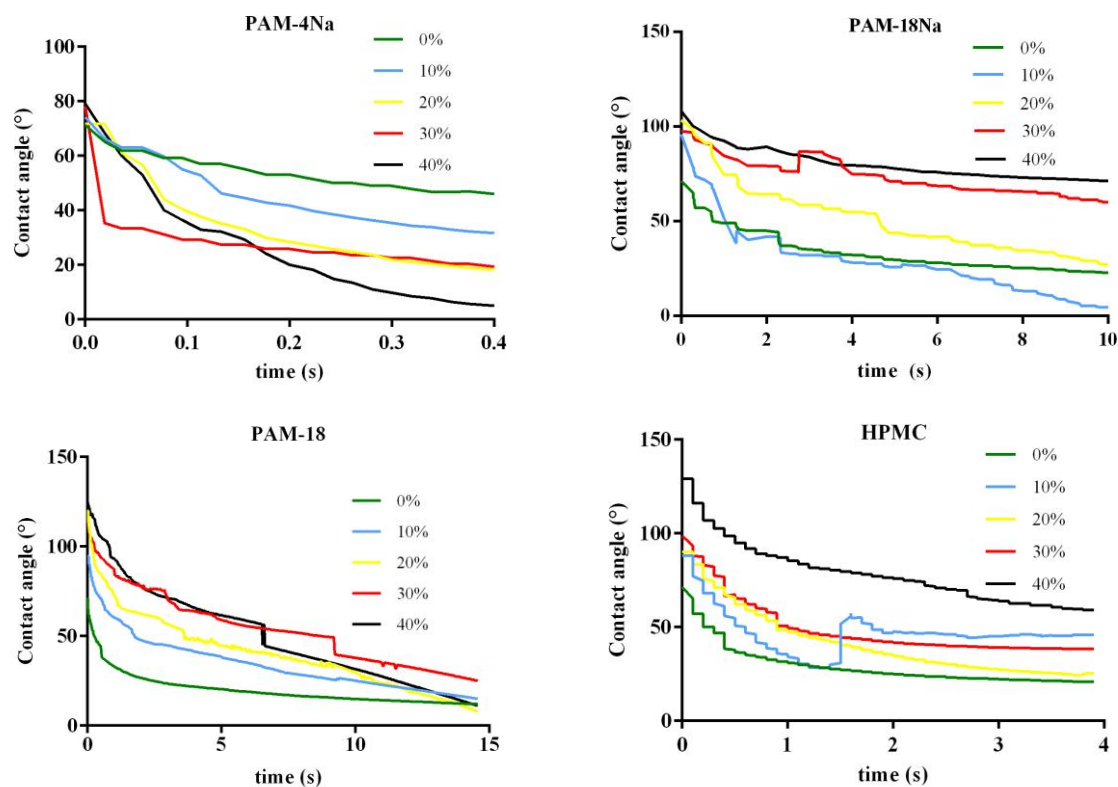 PAM-4Na
Contact angle (°)
100
80
60
40
20
0
0.0 0.1 0.2 0.3 0.4
time (s)
0%
10%
20%
30%
40%
PAM-18Na
Contact angle (°)
150
100
50
0
0 2 4 6 8 10
time (s)
0%
10%
20%
30%
40%
PAM-18
Contact angle (°)
150
100
50
0
0 5 10 15
time (s)
0%
10%
20%
30%
40%
HPMC
Contact angle (°)
150
100
50
0
0 1 2 3 4
time (s)
0%
10%
20%
30%
40%